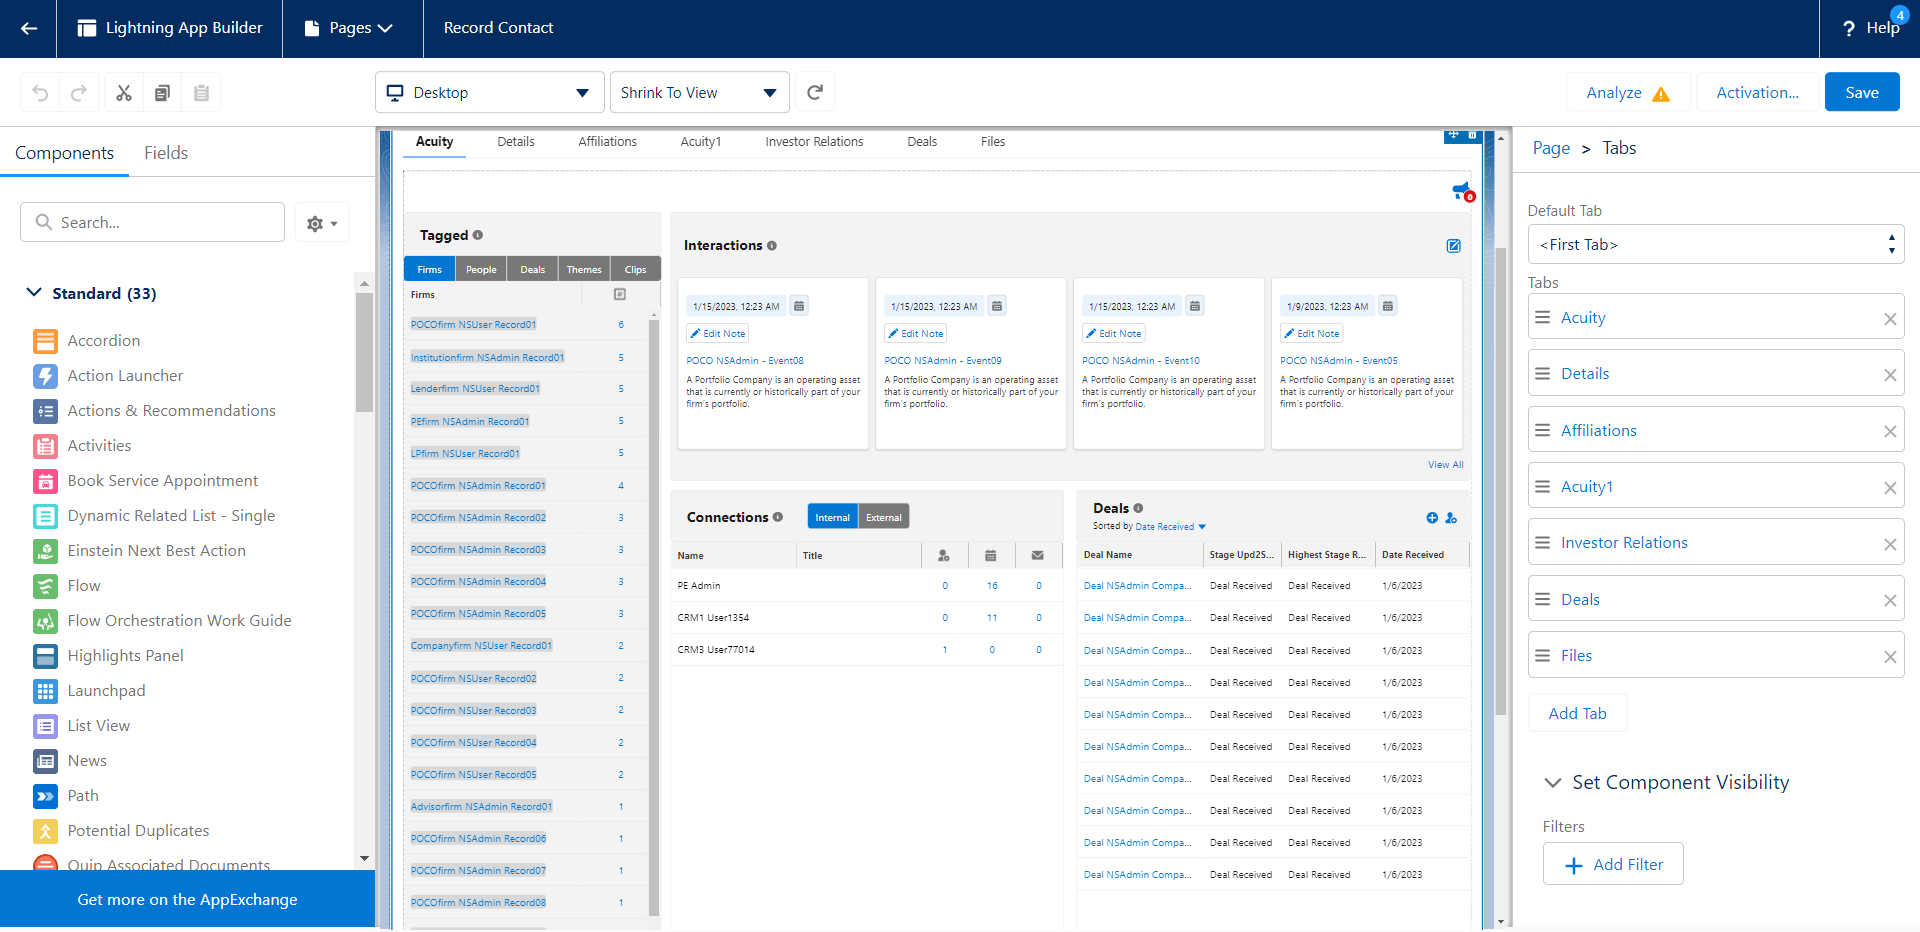 Lightning App Builder
Pages
Record Contact
4
? Help
Desktop
Shrink To View
Analyze
Activation...
Save
Components
Fields
Search...
Standard (33)
Accordion
Action Launcher
Actions & Recommendations
Activities
Book Service Appointment
Dynamic Related List - Single
Einstein Next Best Action
Flow
Flow Orchestration Work Guide
Highlights Panel
Launchpad
List View
News
Path
Potential Duplicates
Quip Associated Documents
Get more on the AppExchange
Acuity
Details
Affiliations
Acuity1
Investor Relations
Deals
Files
0
Tagged
Firms
People
Deals
Themes
Clips
Firms
POCOfirm NSUser Record01 6
Institutionfirm NSAdmin Record01 5
Lenderfirm NSUser Record01 5
PEfirm NSAdmin Record01 5
LPfirm NSUser Record01 5
POCOfirm NSAdmin Record01 4
POCOfirm NSAdmin Record02 3
POCOfirm NSAdmin Record03 3
POCOfirm NSAdmin Record04 3
POCOfirm NSAdmin Record05 3
Companyfirm NSUser Record01 2
POCOfirm NSUser Record02 2
POCOfirm NSUser Record03 2
POCOfirm NSUser Record04 2
POCOfirm NSUser Record05 2
Advisorfirm NSAdmin Record01 1
POCOfirm NSAdmin Record06 1
POCOfirm NSAdmin Record07 1
POCOfirm NSAdmin Record08 1
Interactions
1/15/2023, 12:23 AM
Edit Note
POCO NSAdmin - Event08
A Portfolio Company is an operating asset
that is currently or historically part of your
firm's portfolio.
1/15/2023, 12:23 AM
Edit Note
POCO NSAdmin - Event09
A Portfolio Company is an operating asset
that is currently or historically part of your
firm's portfolio.
1/15/2023, 12:23 AM
Edit Note
POCO NSAdmin - Event10
A Portfolio Company is an operating asset
that is currently or historically part of your
firm's portfolio.
1/9/2023, 12:23 AM
Edit Note
POCO NSAdmin - Event05
A Portfolio Company is an operating asset
that is currently or historically part of your
firm's portfolio.
View All
Connections
Internal
External
Name Title
PE Admin 0 16 0
CRM1 User1354 0 11 0
CRM3 User77014 1 0 0
Deals
Sorted by Date Received
Deal Name Stage Upd2S... Highest Stage R... Date Received
Deal NSAdmin Compa... Deal Received Deal Received 1/6/2023
Deal NSAdmin Compa... Deal Received Deal Received 1/6/2023
Deal NSAdmin Compa... Deal Received Deal Received 1/6/2023
Deal NSAdmin Compa... Deal Received Deal Received 1/6/2023
Deal NSAdmin Compa... Deal Received Deal Received 1/6/2023
Deal NSAdmin Compa... Deal Received Deal Received 1/6/2023
Deal NSAdmin Compa... Deal Received Deal Received 1/6/2023
Deal NSAdmin Compa... Deal Received Deal Received 1/6/2023
Deal NSAdmin Compa... Deal Received Deal Received 1/6/2023
Deal NSAdmin Compa... Deal Received Deal Received 1/6/2023
Page > Tabs
Default Tab
<First Tab>
Tabs
Acuity
Details
Affiliations
Acuity1
Investor Relations
Deals
Files
Add Tab
Set Component Visibility
Filters
Add Filter